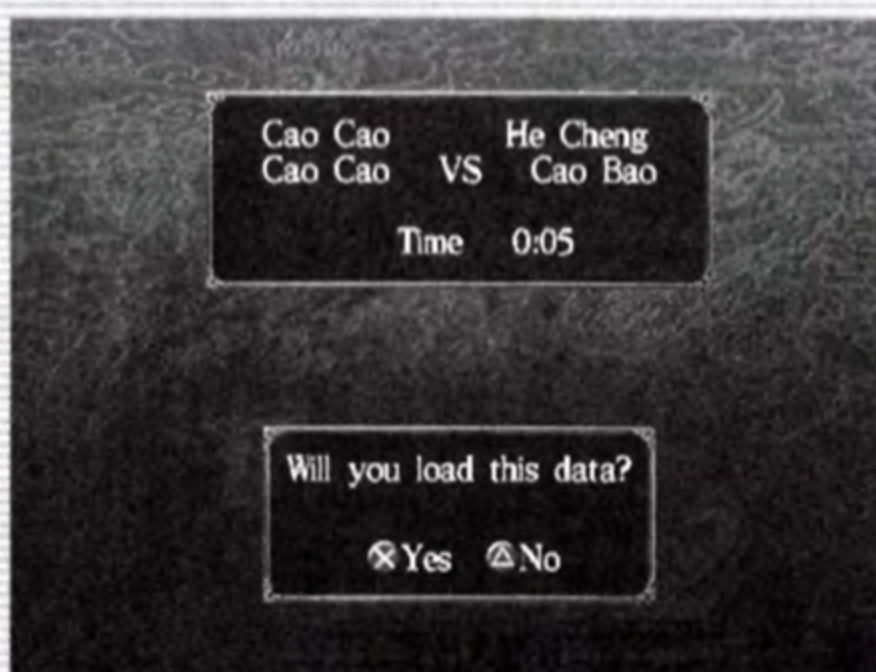 Cao Cao He Cheng
Cao Cao VS Cao Bao
Time 0:05
Will you load this data?
Yes No